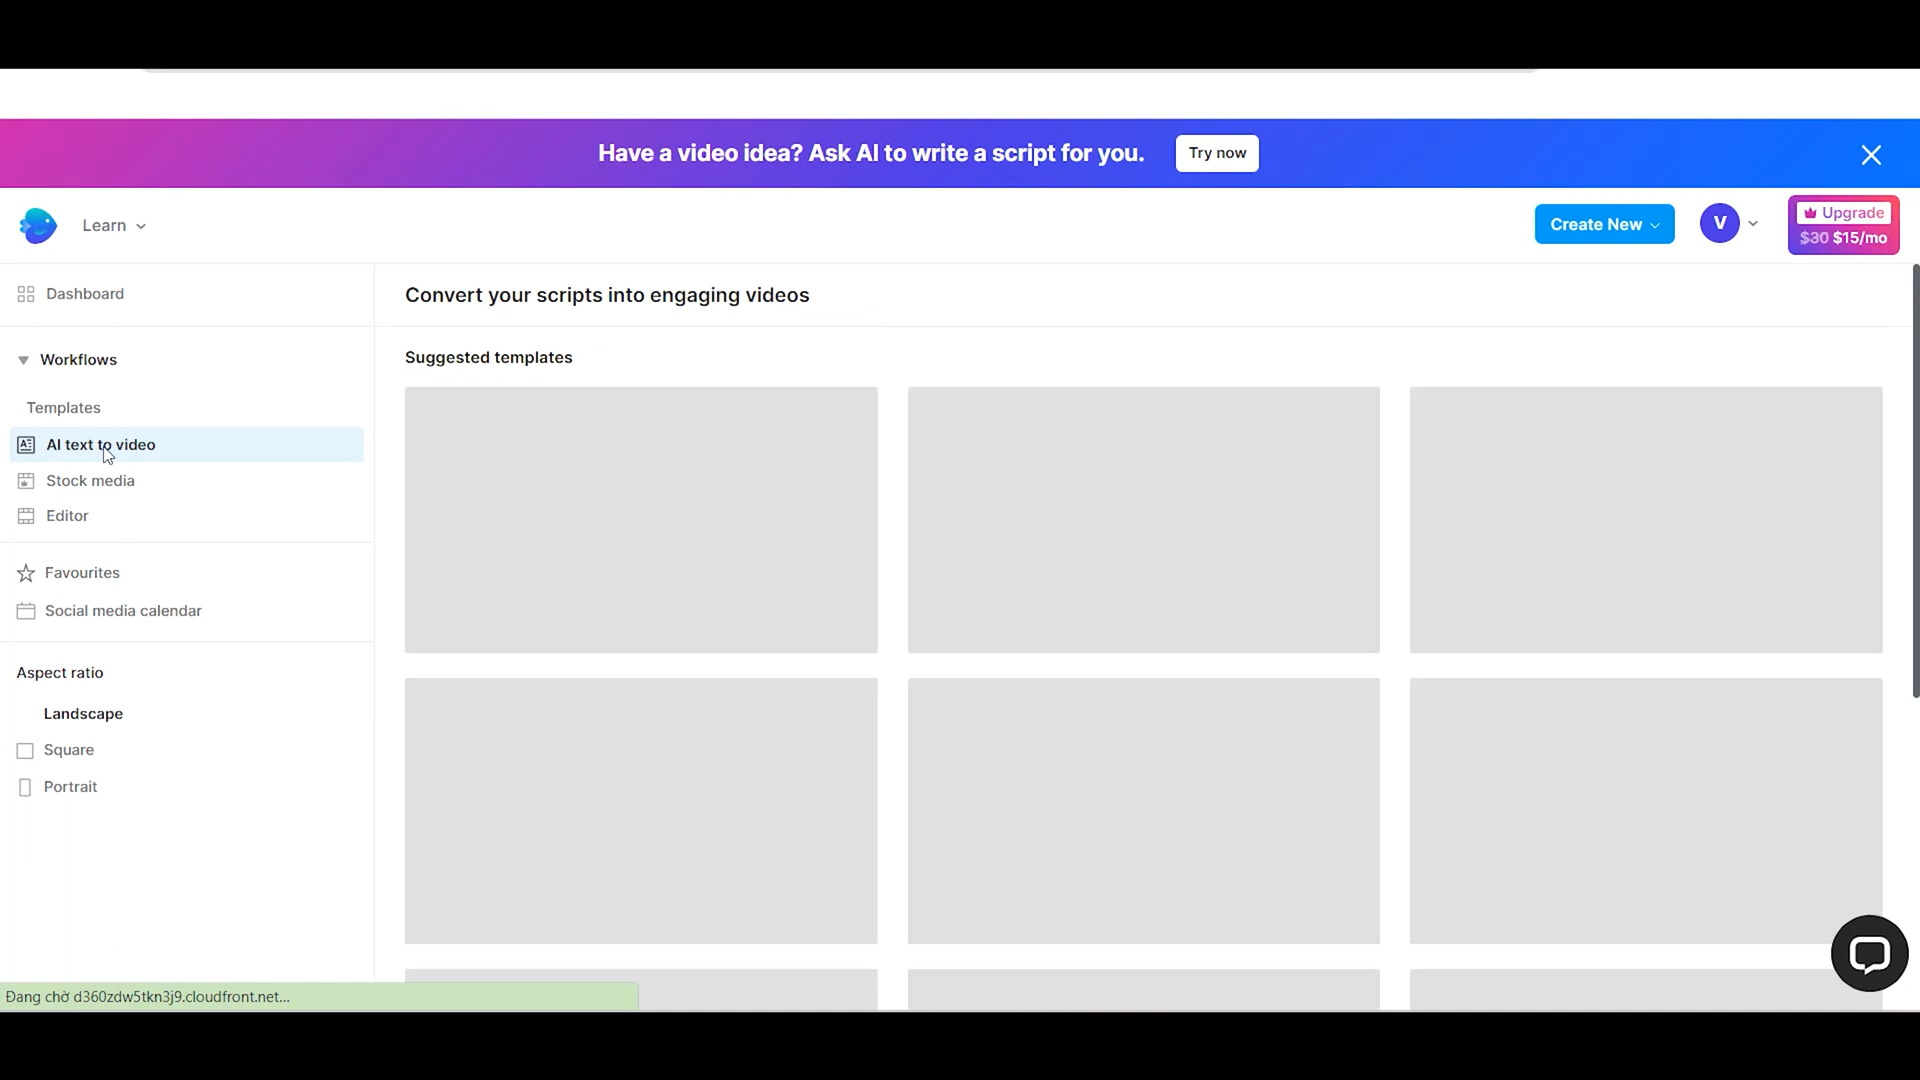 Have a video idea? Ask AI to write a script for you.
Try now
Learn
Create New
V
Upgrade
$30 $15/mo
Dashboard
Convert your scripts into engaging videos
Workflows
Suggested templates
Templates
AI text to video
Stock media
Editor
Favourites
Social media calendar
Aspect ratio
Landscape
Square
Portrait
Đang chờ d360zdw5tkn3j9.cloudfront.net...